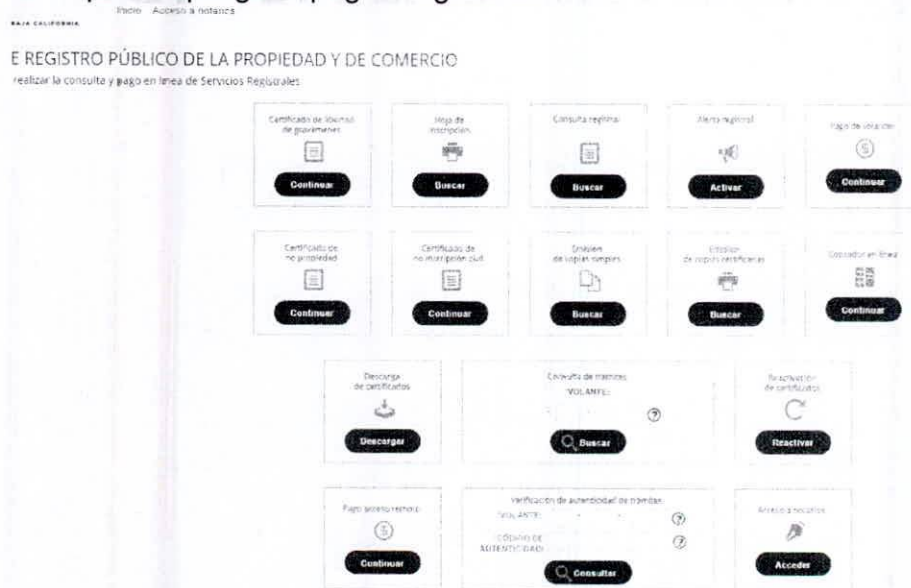 Inicio Acceso a notarios
BAJA CALIFORNIA
E REGISTRO PÚBLICO DE LA PROPIEDAD Y DE COMERCIO
realizar la consulta y pago en línea de Servicios Registrales
Certificado de libertad
de gravámenes
Continuar
Hoja de
inscripción
Buscar
Consulta registral
Buscar
Alerta registral
Activar
Pago de volantes
Continuar
Certificado de
no propiedad
Continuar
Certificado de
no inscripción civil
Continuar
Emisión
de copias simples
Buscar
Emisión
de copias certificadas
Buscar
en línea
Continuar
Descarga
de certificados
Descargar
Consulta de trámites
VOLANTE:
Buscar
Reactivación
de certificados
Reactivar
Pago acceso remoto
Continuar
Verificación de autenticidad de trámites
VOLANTE:
CÓDIGO DE
AUTENTICIDAD:
Consultar
Acceso a notarios
Acceder